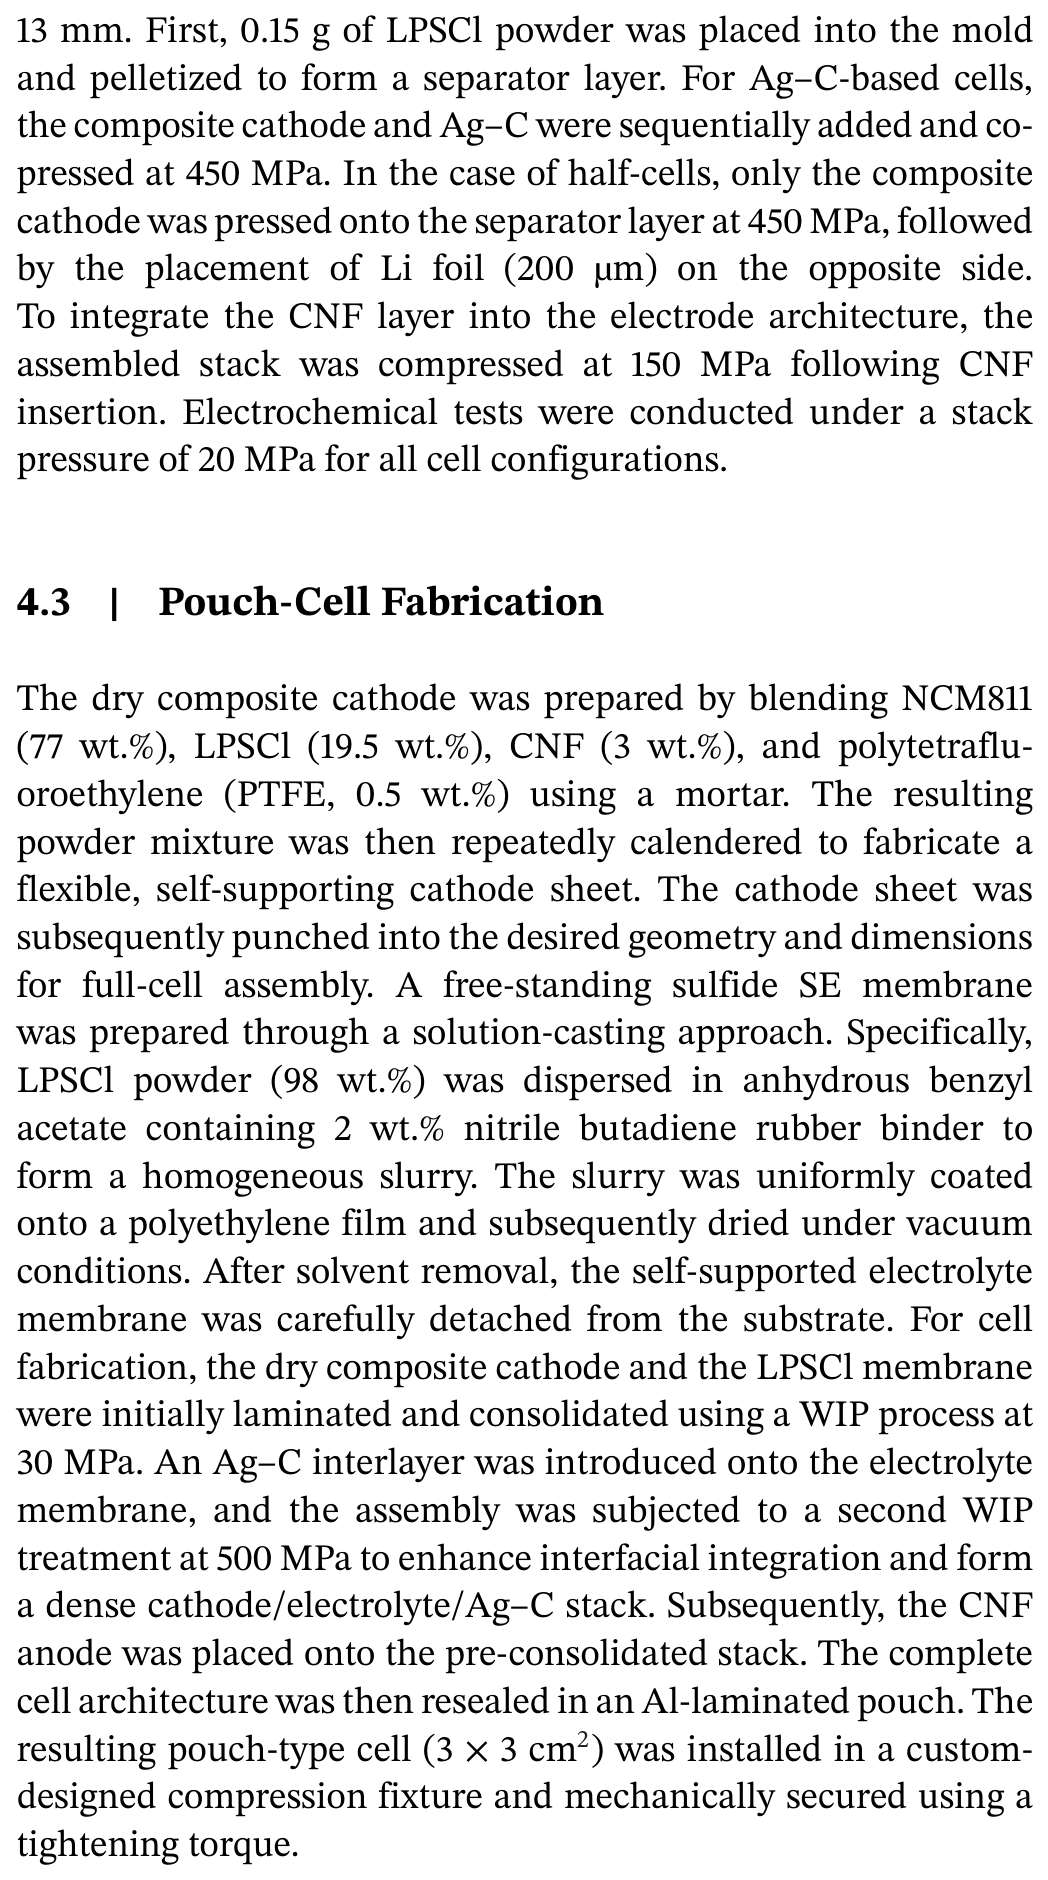 13 mm. First, 0.15 g of LPSCl powder was placed into the mold
and pelletized to form a separator layer. For Ag–C-based cells,
the composite cathode and Ag–C were sequentially added and co-
pressed at 450 MPa. In the case of half-cells, only the composite
cathode was pressed onto the separator layer at 450 MPa, followed
by the placement of Li foil (200 μm) on the opposite side.
To integrate the CNF layer into the electrode architecture, the
assembled stack was compressed at 150 MPa following CNF
insertion. Electrochemical tests were conducted under a stack
pressure of 20 MPa for all cell configurations.
4.3 | Pouch-Cell Fabrication
The dry composite cathode was prepared by blending NCM811
(77 wt.%), LPSCl (19.5 wt.%), CNF (3 wt.%), and polytetraflu-
oroethylene (PTFE, 0.5 wt.%) using a mortar. The resulting
powder mixture was then repeatedly calendered to fabricate a
flexible, self-supporting cathode sheet. The cathode sheet was
subsequently punched into the desired geometry and dimensions
for full-cell assembly. A free-standing sulfide SE membrane
was prepared through a solution-casting approach. Specifically,
LPSCl powder (98 wt.%) was dispersed in anhydrous benzyl
acetate containing 2 wt.% nitrile butadiene rubber binder to
form a homogeneous slurry. The slurry was uniformly coated
onto a polyethylene film and subsequently dried under vacuum
conditions. After solvent removal, the self-supported electrolyte
membrane was carefully detached from the substrate. For cell
fabrication, the dry composite cathode and the LPSCl membrane
were initially laminated and consolidated using a WIP process at
30 MPa. An Ag–C interlayer was introduced onto the electrolyte
membrane, and the assembly was subjected to a second WIP
treatment at 500 MPa to enhance interfacial integration and form
a dense cathode/electrolyte/Ag–C stack. Subsequently, the CNF
anode was placed onto the pre-consolidated stack. The complete
cell architecture was then resealed in an Al-laminated pouch. The
resulting pouch-type cell (3 × 3 cm²) was installed in a custom-
designed compression fixture and mechanically secured using a
tightening torque.